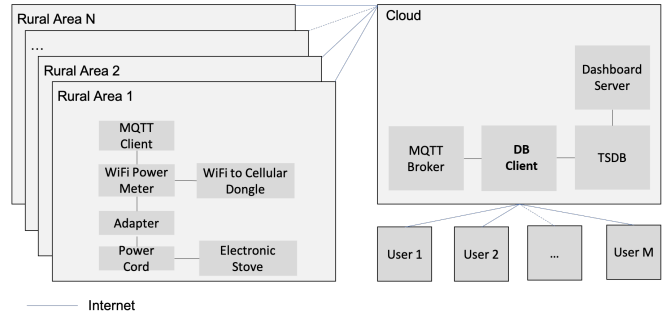 Rural Area N
...
Rural Area 2
Rural Area 1
MQTT
Client
WiFi Power
Meter
WiFi to Cellular
Dongle
Adapter
Power
Cord
Electronic
Stove
Cloud
Dashboard
Server
MQTT
Broker
DB
Client
TSDB
User 1
User 2
...
User M
Internet